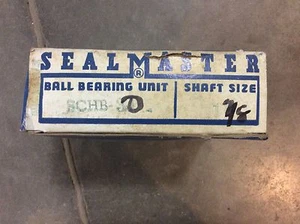 SEALMASTER
®
BALL BEARING UNIT SHAFT SIZE
SCHB-